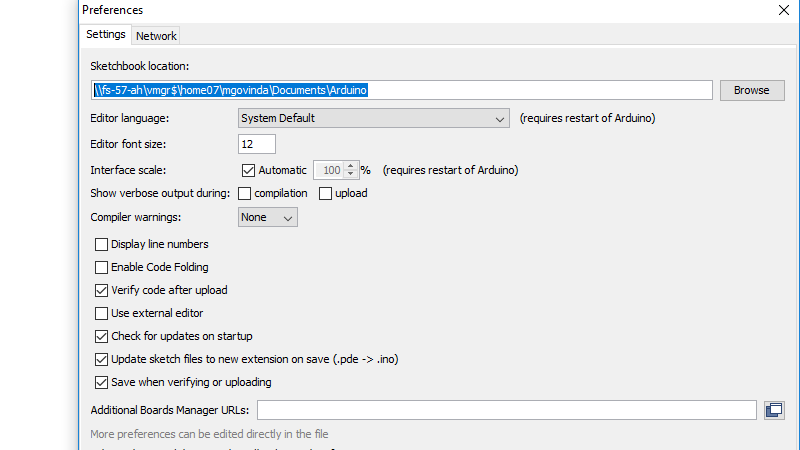 Preferences
Settings Network
Sketchbook location:
\\fs-57-ah\vmgr$\home07\mgovinda\Documents\Arduino Browse
Editor language: System Default (requires restart of Arduino)
Editor font size: 12
Interface scale: Automatic 100 % (requires restart of Arduino)
Show verbose output during: compilation upload
Compiler warnings: None
Display line numbers
Enable Code Folding
Verify code after upload
Use external editor
Check for updates on startup
Update sketch files to new extension on save (.pde -> .ino)
Save when verifying or uploading
Additional Boards Manager URLs:
More preferences can be edited directly in the file